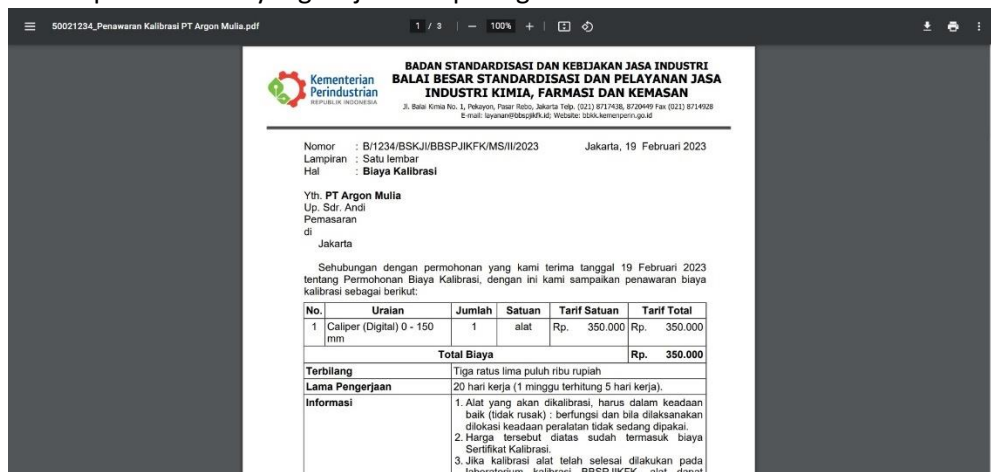 50021234_Penawaran Kalibrasi PT Argon Mulia.pdf
1 / 3
100%
Kementerian
Perindustrian
REPUBLIK INDONESIA
BADAN STANDARDISASI DAN KEBIJAKAN JASA INDUSTRI
BALAI BESAR STANDARDISASI DAN PELAYANAN JASA
INDUSTRI KIMIA, FARMASI DAN KEMASAN
Jl. Balai Kimia No. 1, Pekayon, Pasar Rebo, Jakarta Telp. (021) 8717438, 8720449 Fax (021) 8714928
E-mail: layanan@bbspjikfk.id; Website: bbkk.kemenperin.go.id
Nomor : B/1234/BSKJI/BBSPJIKFK/MS/II/2023 Jakarta, 19 Februari 2023
Lampiran : Satu lembar
Hal : Biaya Kalibrasi
Yth. PT Argon Mulia
Up. Sdr. Andi
Pemasaran
di
Jakarta
Sehubungan dengan permohonan yang kami terima tanggal 19 Februari 2023
tentang Permohonan Biaya Kalibrasi, dengan ini kami sampaikan penawaran biaya
kalibrasi sebagai berikut:
No. Uraian Jumlah Satuan Tarif Satuan Tarif Total
1 Caliper (Digital) 0 - 150 1 alat Rp. 350.000 Rp. 350.000
mm
Total Biaya Rp. 350.000
Terbilang Tiga ratus lima puluh ribu rupiah
Lama Pengerjaan 20 hari kerja (1 minggu terhitung 5 hari kerja).
Informasi 1. Alat yang akan dikalibrasi, harus dalam keadaan
baik (tidak rusak) : berfungsi dan bila dilaksanakan
dilokasi keadaan peralatan tidak sedang dipakai.
2. Harga tersebut diatas sudah termasuk biaya
Sertifikat Kalibrasi.
3. Jika kalibrasi alat telah selesai dilakukan pada
laboratorium kalibrasi BBSPJIKFK, alat dapat